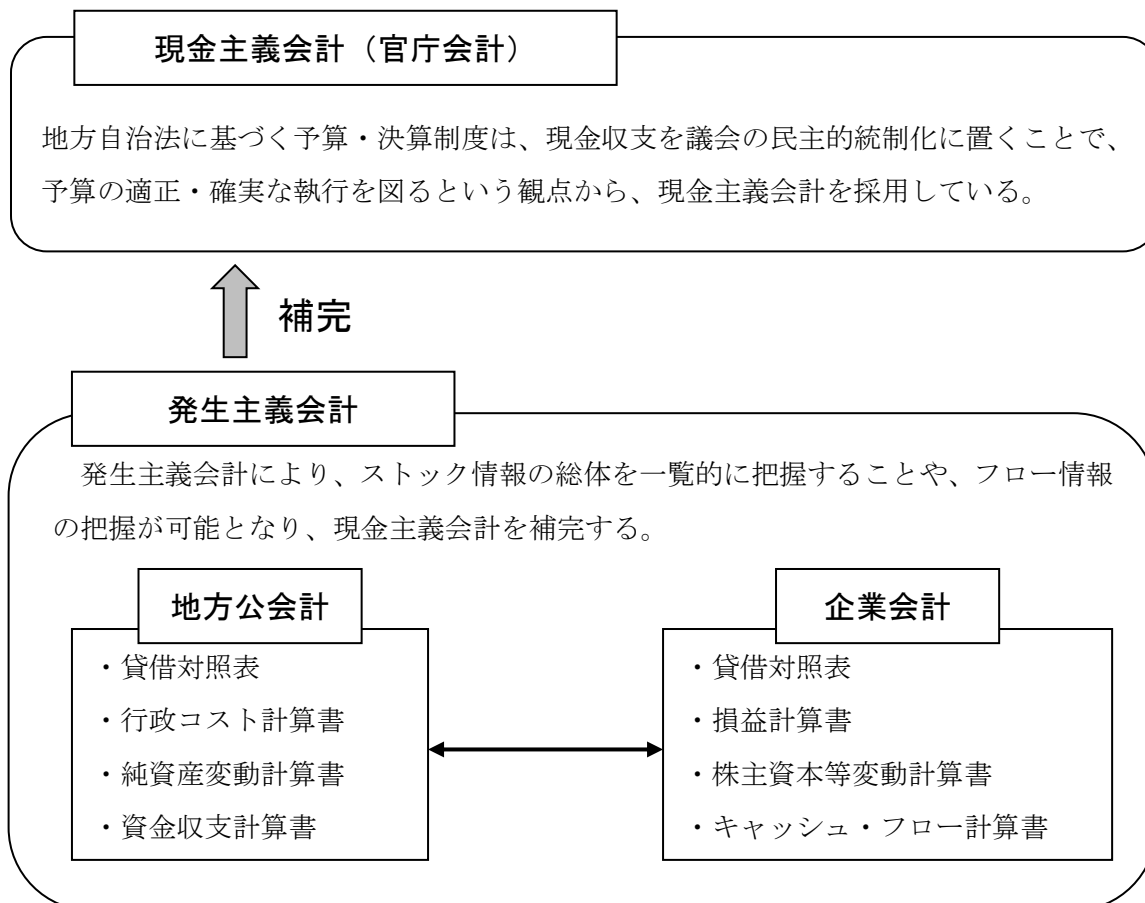 現金主義会計（官庁会計）
地方自治法に基づく予算・決算制度は、現金収支を議会の民主的統制化に置くことで、
予算の適正・確実な執行を図るという観点から、現金主義会計を採用している。
補完
発生主義会計
発生主義会計により、ストック情報の総体を一覧的に把握することや、フロー情報
の把握が可能となり、現金主義会計を補完する。
地方公会計
・貸借対照表
・行政コスト計算書
・純資産変動計算書
・資金収支計算書
企業会計
・貸借対照表
・損益計算書
・株主資本等変動計算書
・キャッシュ・フロー計算書